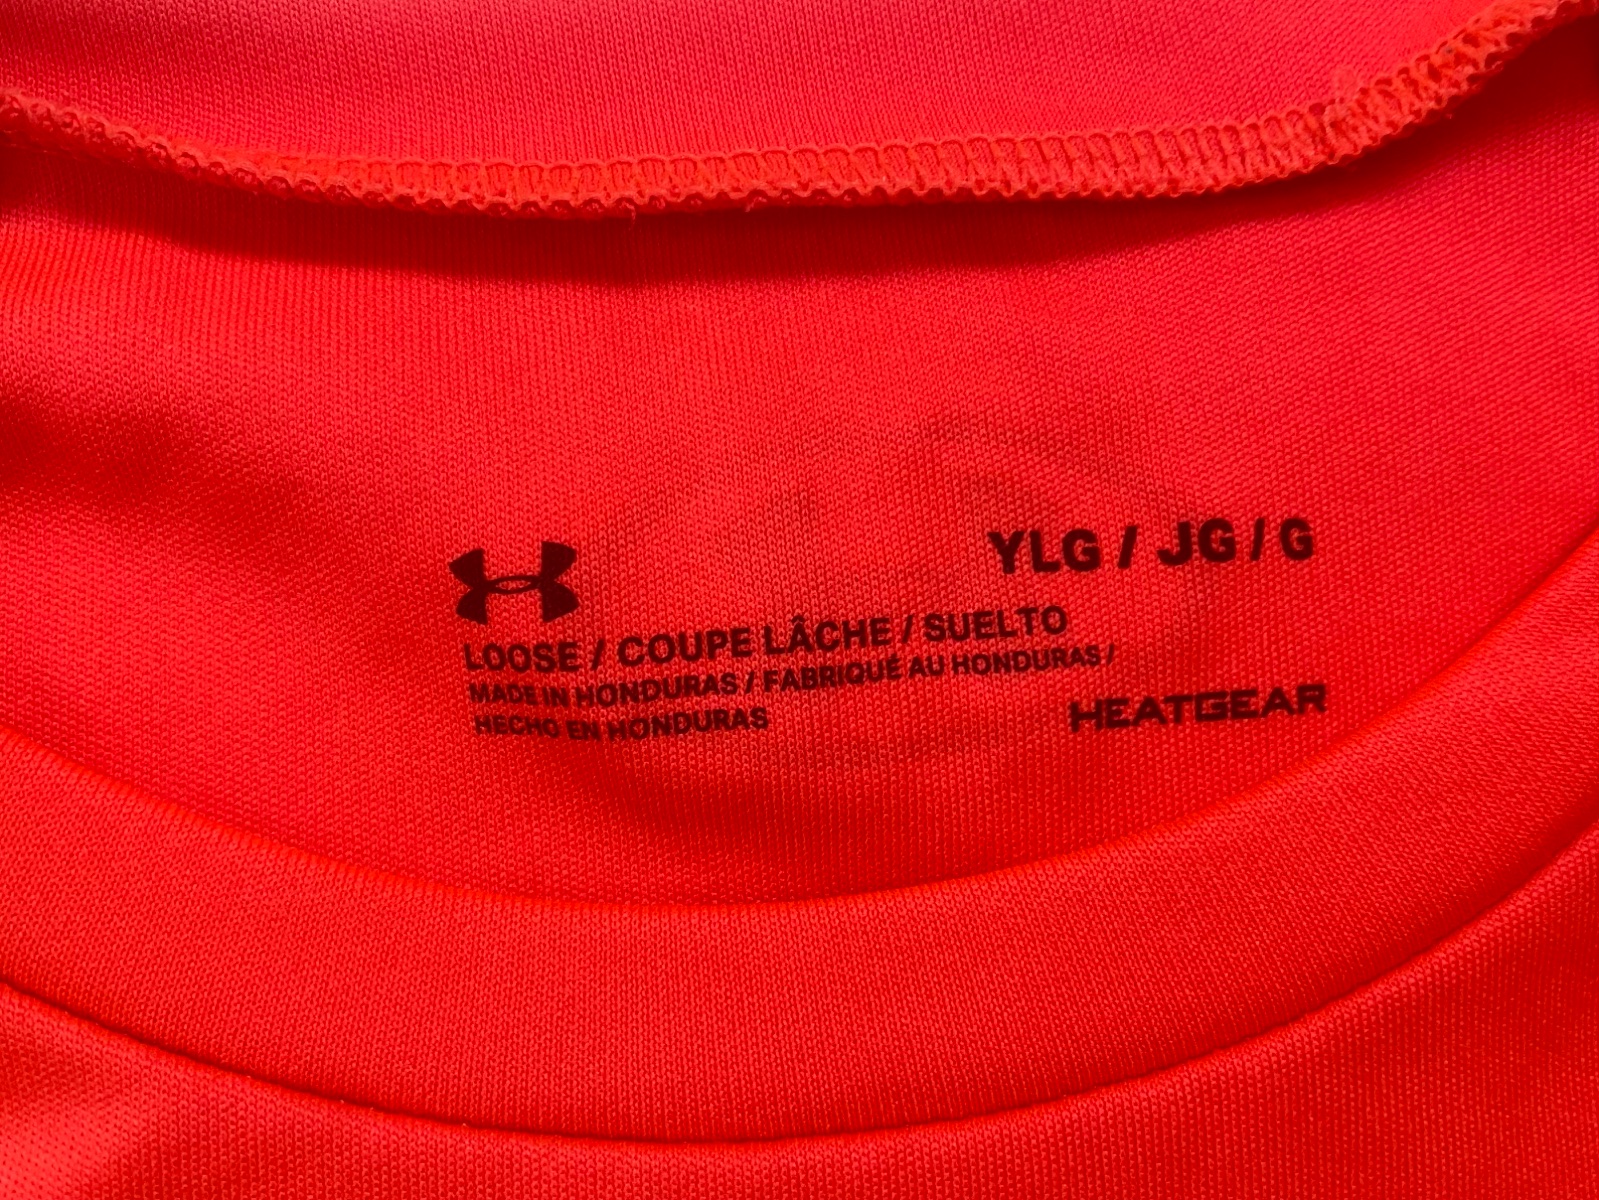 YLG / JG / G
LOOSE / COUPE LÂCHE / SUELTO
MADE IN HONDURAS / FABRIQUÉ AU HONDURAS /
HECHO EN HONDURAS
HEATGEAR